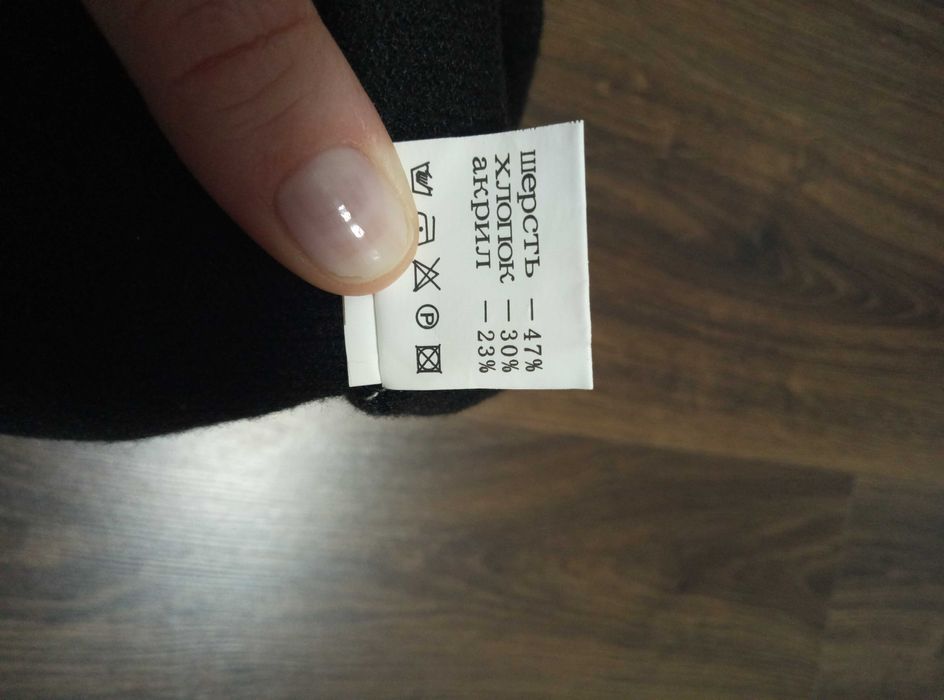 шерсть – 47%
хлопок – 30%
акрил – 23%
P